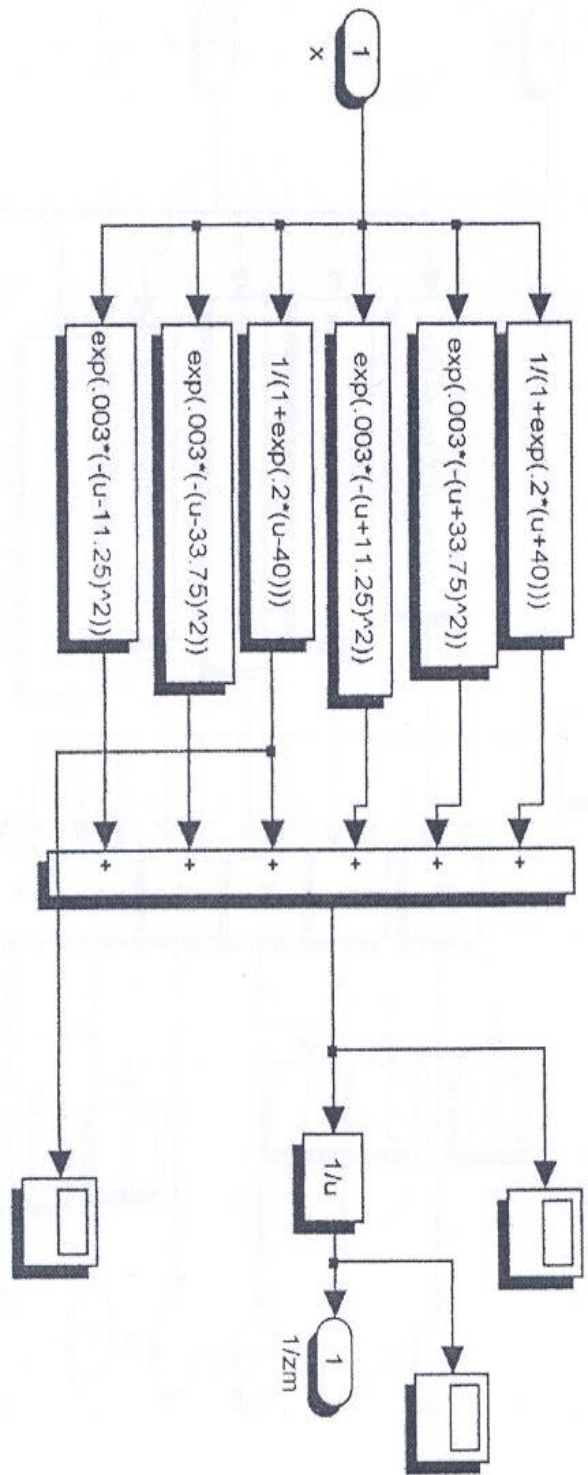 1
x
1/(1+exp(.2*(u+40)))
exp(.003*(-(u+33.75)^2))
exp(.003*(-(u+11.25)^2))
1/(1+exp(.2*(u-40)))
exp(.003*(-(u-33.75)^2))
exp(.003*(-(u-11.25)^2))
+
+
+
+
+
+
1/u
1
1/zm